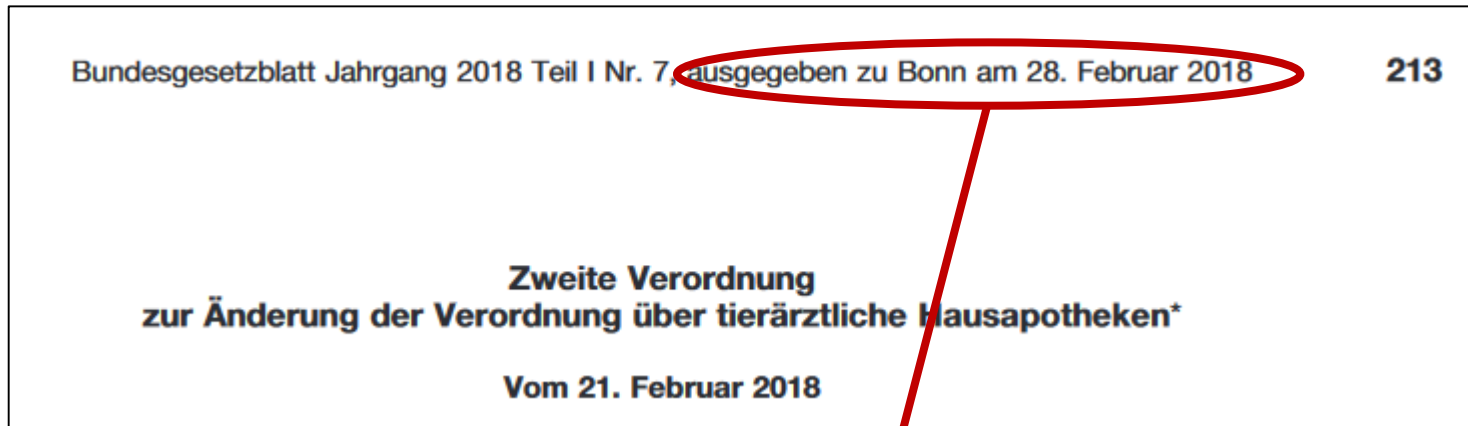 Bundesgesetzblatt Jahrgang 2018 Teil I Nr. 7, ausgegeben zu Bonn am 28. Februar 2018 213
Zweite Verordnung
zur Änderung der Verordnung über tierärztliche Hausapotheken*
Vom 21. Februar 2018